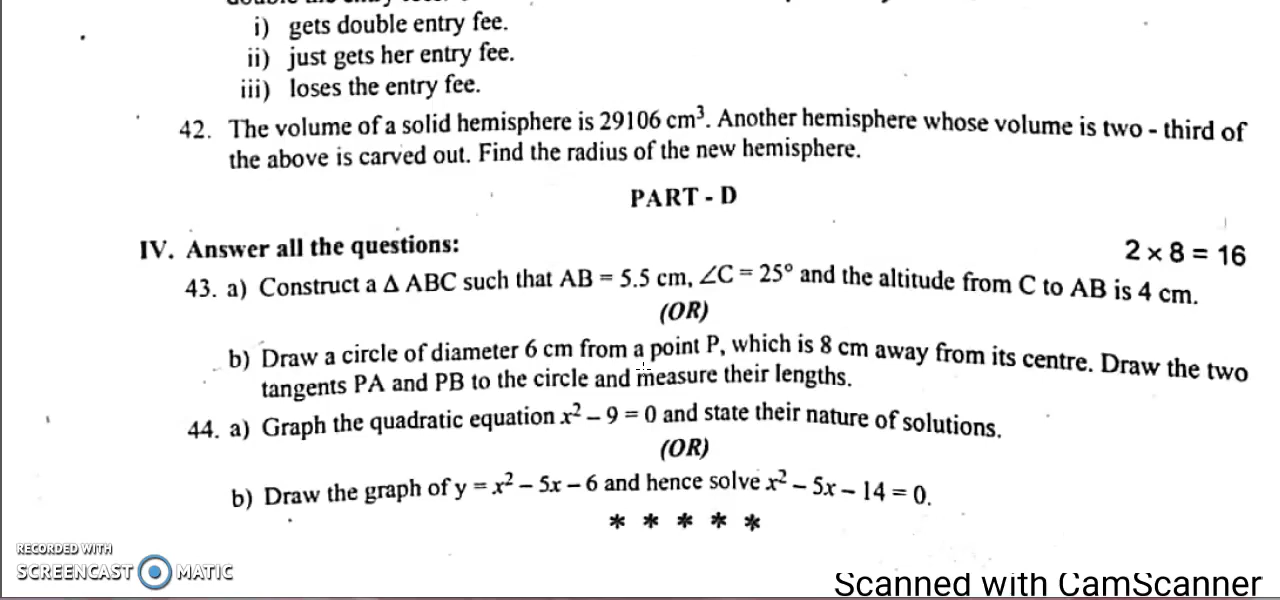 i) gets double entry fee.
ii) just gets her entry fee.
iii) loses the entry fee.
42. The volume of a solid hemisphere is 29106 cm³. Another hemisphere whose volume is two - third of
the above is carved out. Find the radius of the new hemisphere.
PART - D
IV. Answer all the questions:
2 × 8 = 16
43. a) Construct a Δ ABC such that AB = 5.5 cm, ∠C = 25° and the altitude from C to AB is 4 cm.
(OR)
b) Draw a circle of diameter 6 cm from a point P, which is 8 cm away from its centre. Draw the two
tangents PA and PB to the circle and measure their lengths.
44. a) Graph the quadratic equation x² – 9 = 0 and state their nature of solutions.
(OR)
b) Draw the graph of y = x² – 5x – 6 and hence solve x² – 5x – 14 = 0.
* * * * *
RECORDED WITH
SCREENCAST MATIC
Scanned with CamScanner